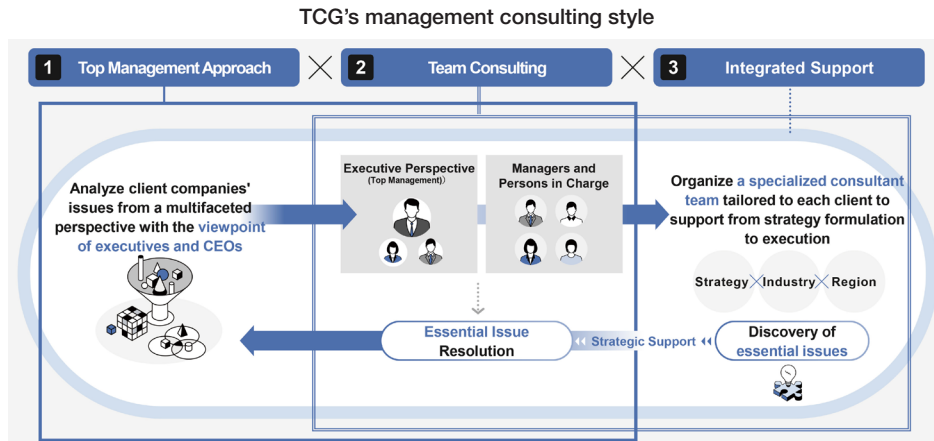 TCG's management consulting style
1 Top Management Approach
2 Team Consulting
3 Integrated Support
Analyze client companies'
issues from a multifaceted
perspective with the viewpoint
of executives and CEOs
Executive Perspective
(Top Management)）
Managers and
Persons in Charge
Organize a specialized consultant
team tailored to each client to
support from strategy formulation
to execution
Strategy Industry Region
Essential Issue
Resolution
Strategic Support
Discovery of
essential issues